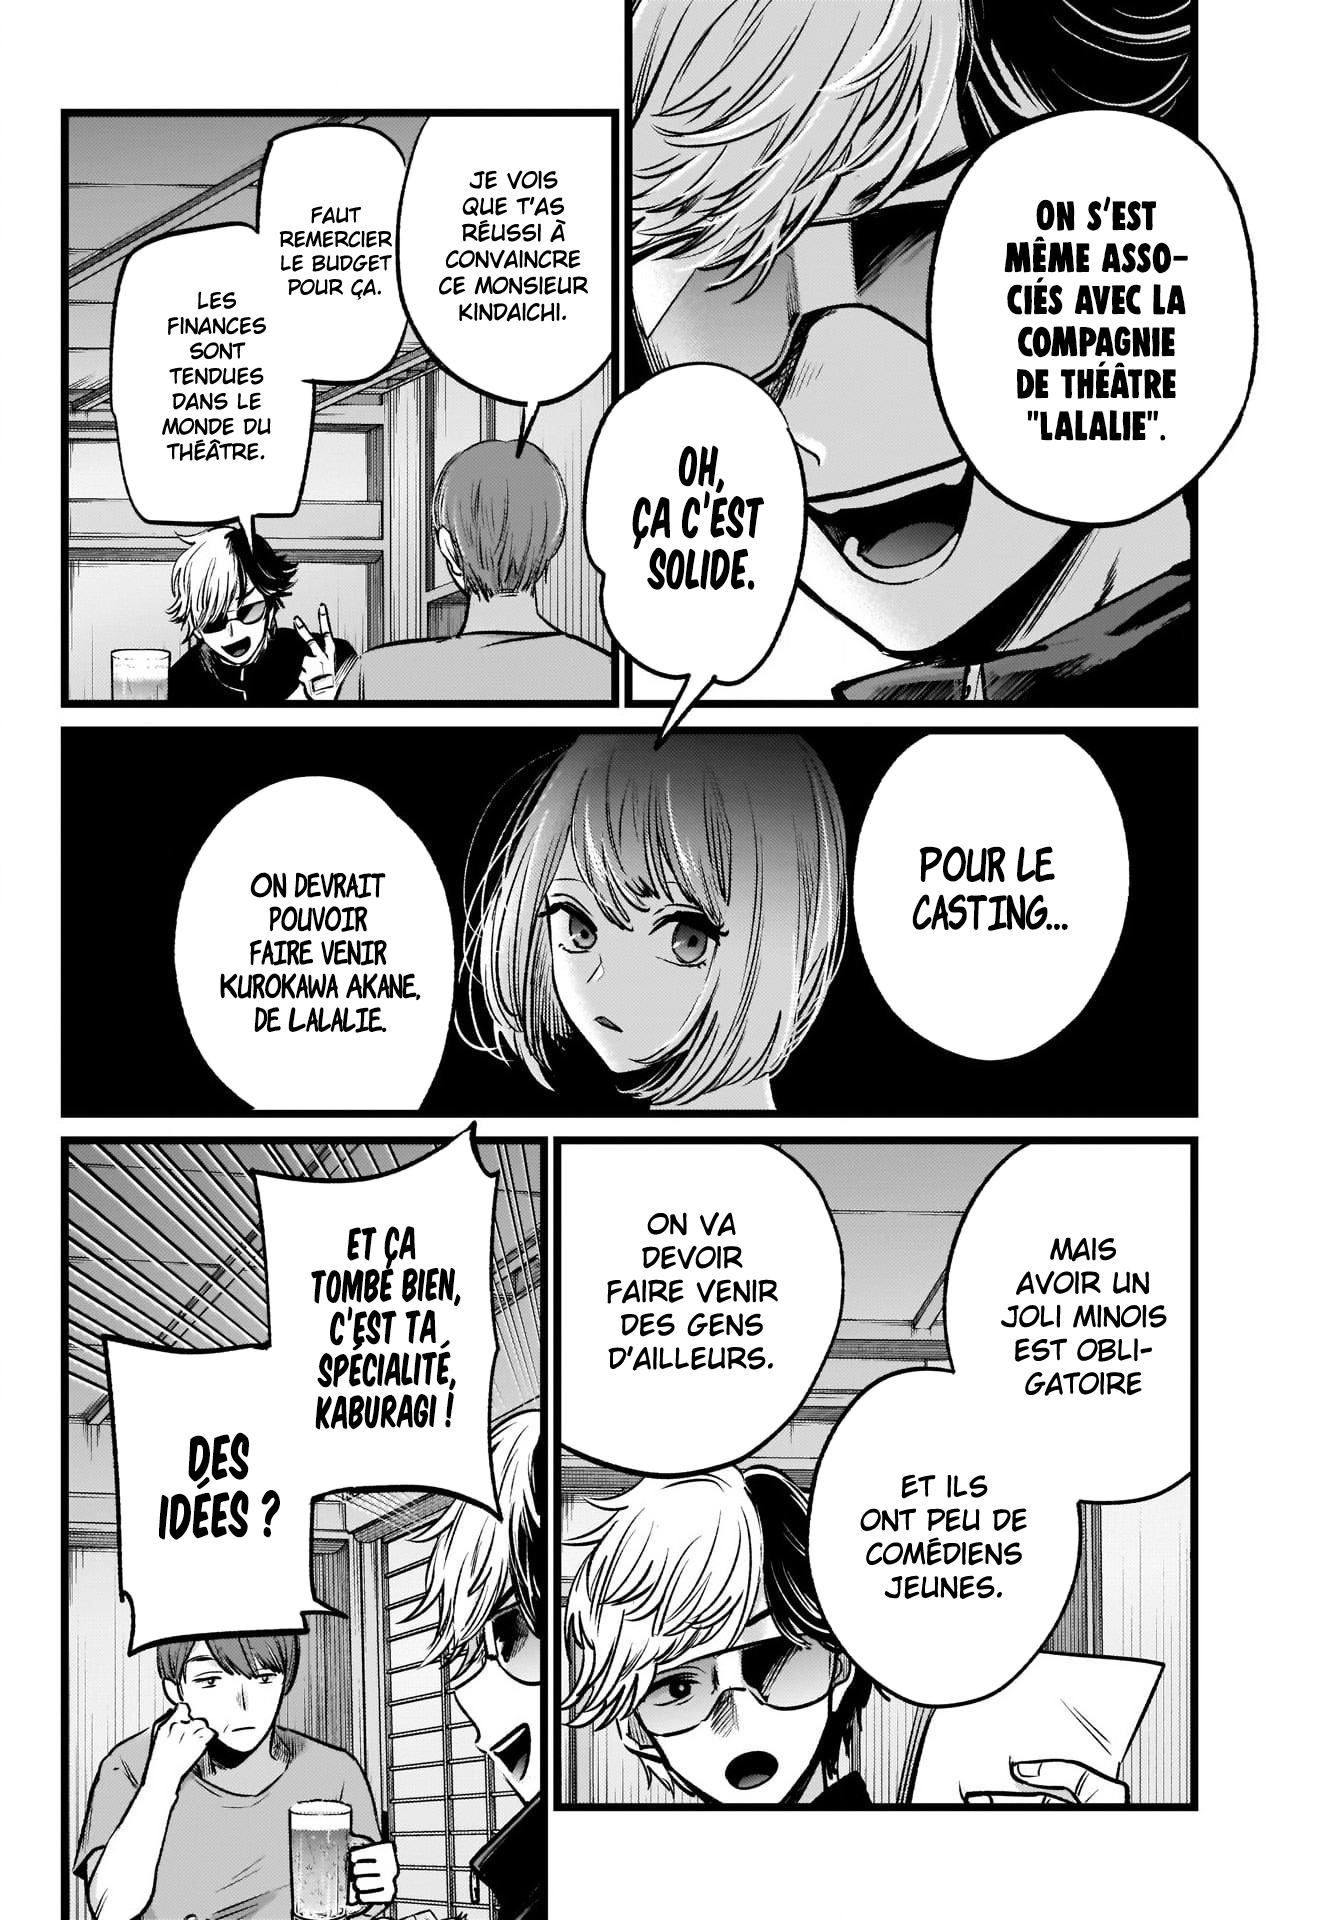 ON S'EST
MÊME ASSO-
CIÉS AVEC LA
COMPAGNIE
DE THÉÂTRE
"LALALIE".
OH,
ÇA C'EST
SOLIDE.
JE VOIS
QUE T'AS
RÉUSSI À
CONVAINCRE
CE MONSIEUR
KINDAICHI.
FAUT
REMERCIER
LE BUDGET
POUR ÇA.
LES
FINANCES
SONT
TENDUES
DANS LE
MONDE DU
THÉÂTRE.
POUR LE
CASTING...
ON DEVRAIT
POUVOIR
FAIRE VENIR
KUROKAWA AKANE,
DE LALALIE.
MAIS
AVOIR UN
JOLI MINOIS
EST OBLI-
GATOIRE
ET ILS
ONT PEU DE
COMÉDIENS
JEUNES.
ON VA
DEVOIR
FAIRE VENIR
DES GENS
D'AILLEURS.
ET ÇA
TOMBE BIEN,
C'EST TA
SPÉCIALITÉ,
KABURAGI !
DES
IDÉES ?